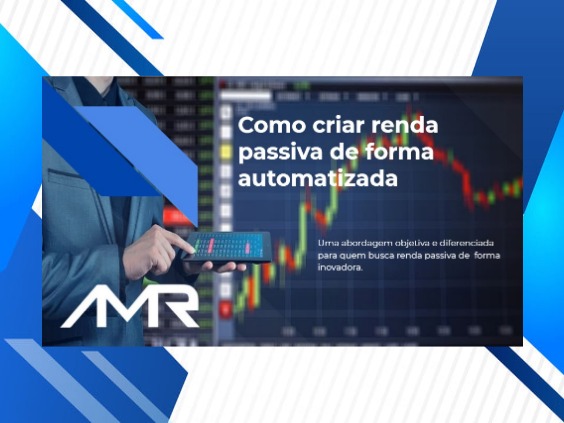 Como criar renda
passiva de forma
automatizada
Uma abordagem objetiva e diferenciada
para quem busca renda passiva de forma
inovadora.
AMR